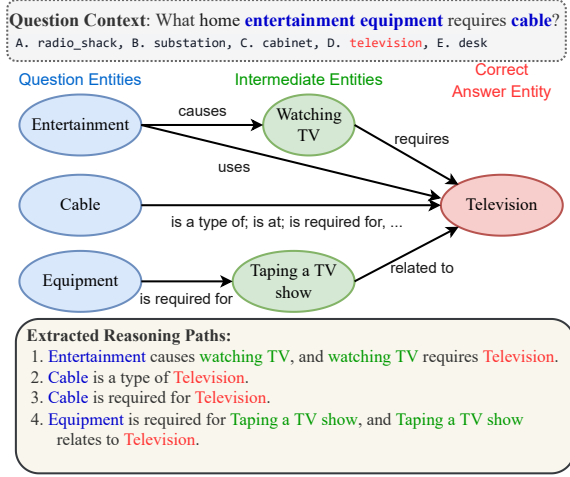 Question Context: What home entertainment equipment requires cable?
A. radio_shack, B. substation, C. cabinet, D. television, E. desk
Question Entities
Intermediate Entities
Correct
Answer Entity
Entertainment
causes
Watching
TV
requires
uses
Cable
is a type of; is at; is required for, ...
Television
Equipment
is required for
Taping a TV
show
related to
Extracted Reasoning Paths:
1. Entertainment causes watching TV, and watching TV requires Television.
2. Cable is a type of Television.
3. Cable is required for Television.
4. Equipment is required for Taping a TV show, and Taping a TV show
relates to Television.